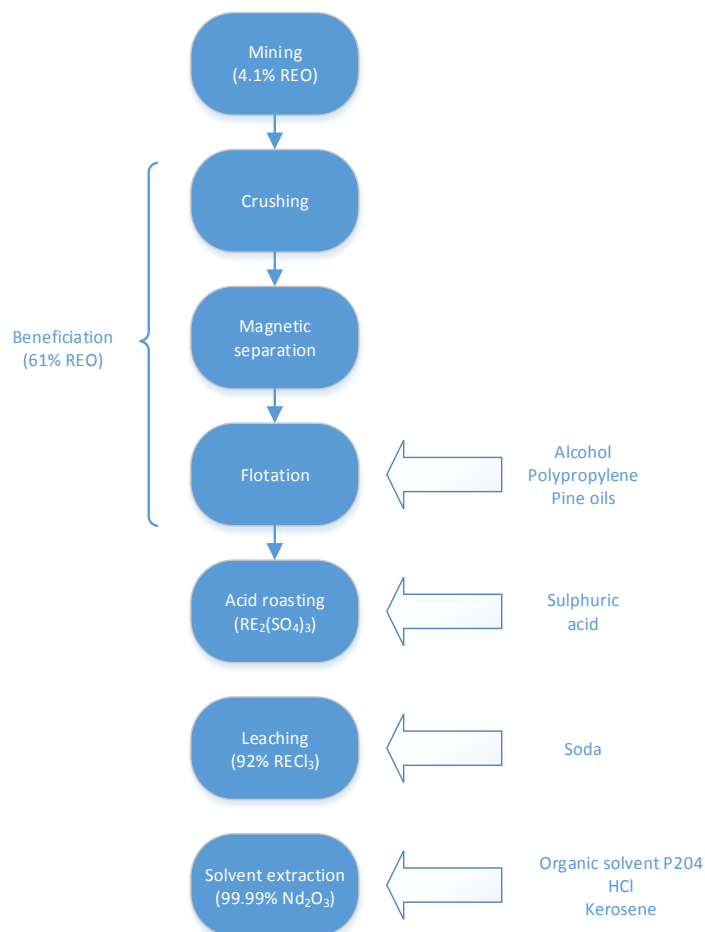 Mining
(4.1% REO)
Crushing
Magnetic
separation
Beneficiation
(61% REO)
Flotation
Alcohol
Polypropylene
Pine oils
Acid roasting
(RE₂(SO₄)₃)
Sulphuric
acid
Leaching
(92% RECl₃)
Soda
Solvent extraction
(99.99% Nd₂O₃)
Organic solvent P204
HCl
Kerosene